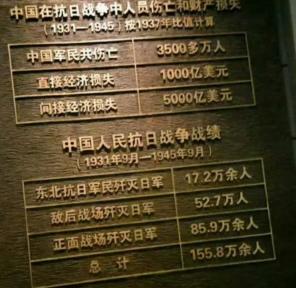 中国在抗日战争中人员伤亡和财产损失
(1931—1945) 按1937年比值计算
中国军民共伤亡 3500多万人
直接经济损失 1000亿美元
间接经济损失 5000亿美元
中国人民抗日战争战绩
(1931年9月—1945年9月)
东北抗日军民歼灭日军 17.2万余人
敌后战场歼灭日军 52.7万人
正面战场歼灭日军 85.9万余人
总计 155.8万余人